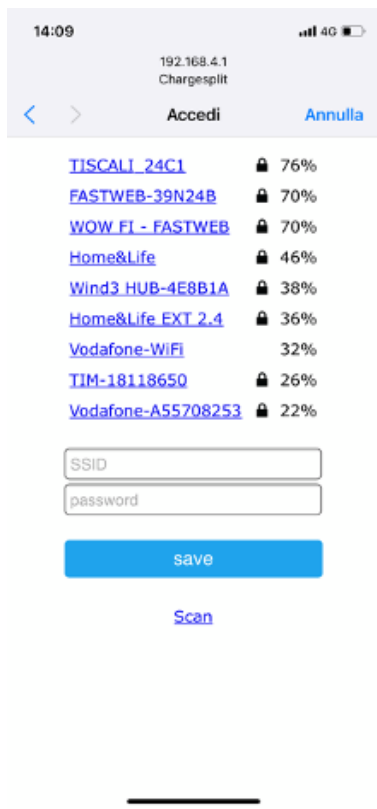 14:09 4G
192.168.4.1
Chargesplit
Accedi Annulla
TISCALI_24C1 76%
FASTWEB-39N24B 70%
WOW FI - FASTWEB 70%
Home&Life 46%
Wind3 HUB-4E8B1A 38%
Home&Life EXT 2.4 36%
Vodafone-WiFi 32%
TIM-18118650 26%
Vodafone-A55708253 22%
SSID
password
save
Scan